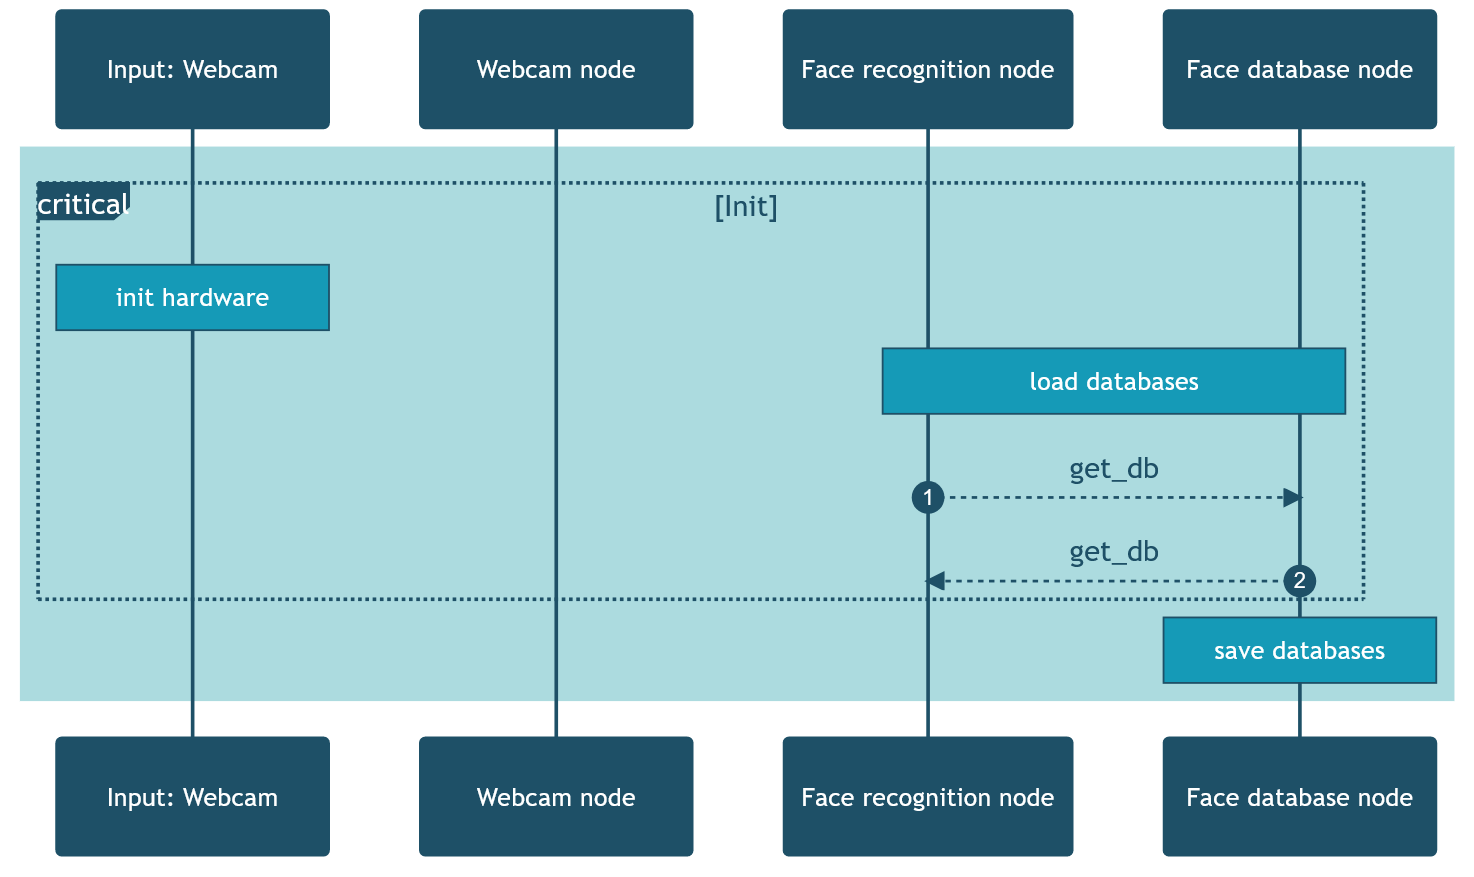 Input: Webcam
Webcam node
Face recognition node
Face database node
critical
[Init]
init hardware
load databases
get_db
1
get_db
2
save databases
Input: Webcam
Webcam node
Face recognition node
Face database node